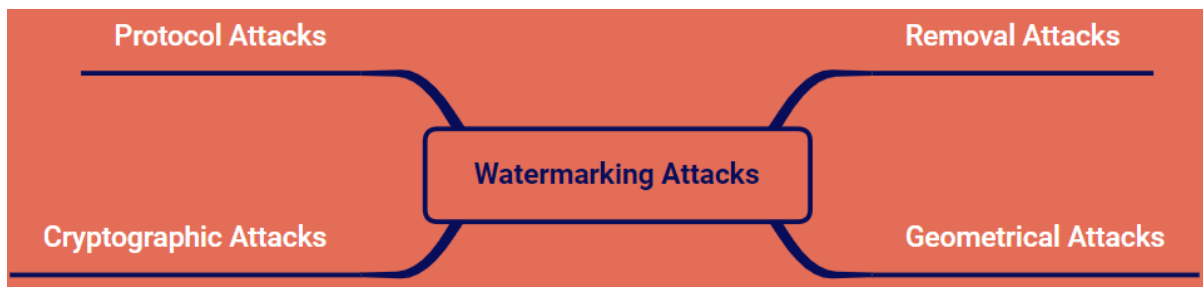 Protocol Attacks
Removal Attacks
Watermarking Attacks
Cryptographic Attacks
Geometrical Attacks